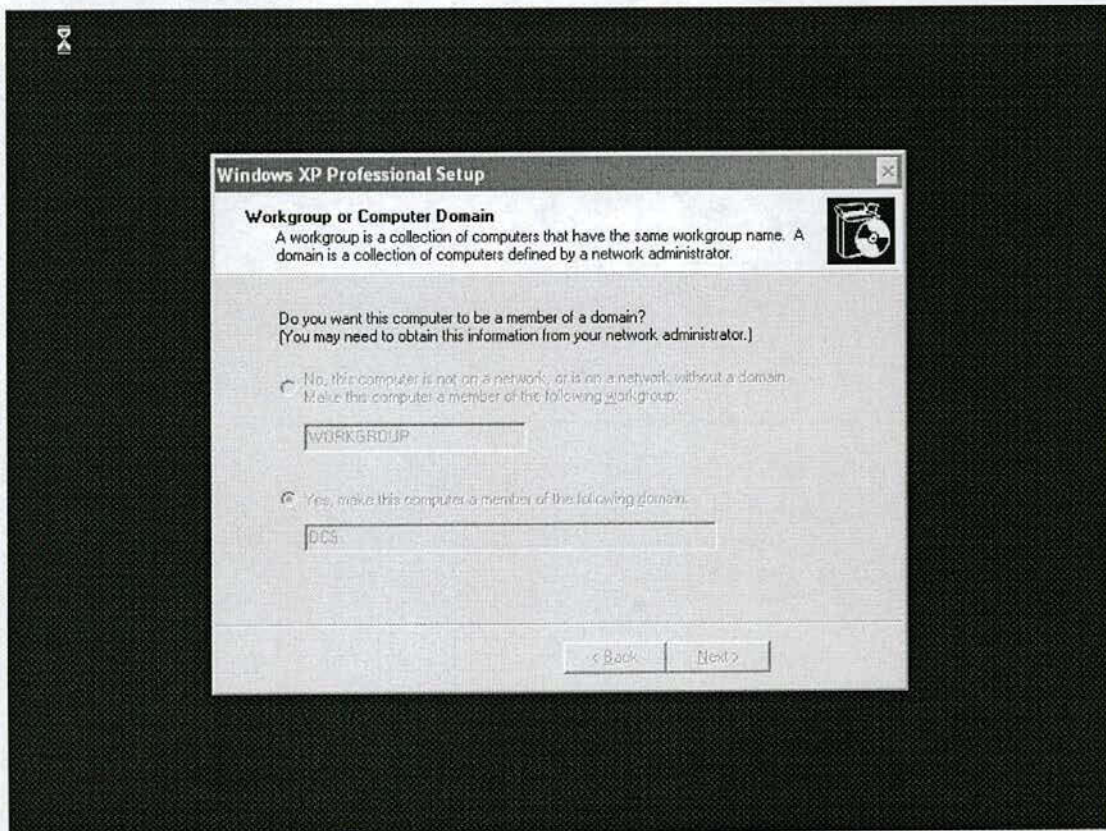 Windows XP Professional Setup
Workgroup or Computer Domain
A workgroup is a collection of computers that have the same workgroup name. A
domain is a collection of computers defined by a network administrator.
Do you want this computer to be a member of a domain?
(You may need to obtain this information from your network administrator.)
No, this computer is not on a network, or is on a network without a domain.
Make this computer a member of the following workgroup:
WORKGROUP
Yes, make this computer a member of the following domain:
DCS
< Back
Next >